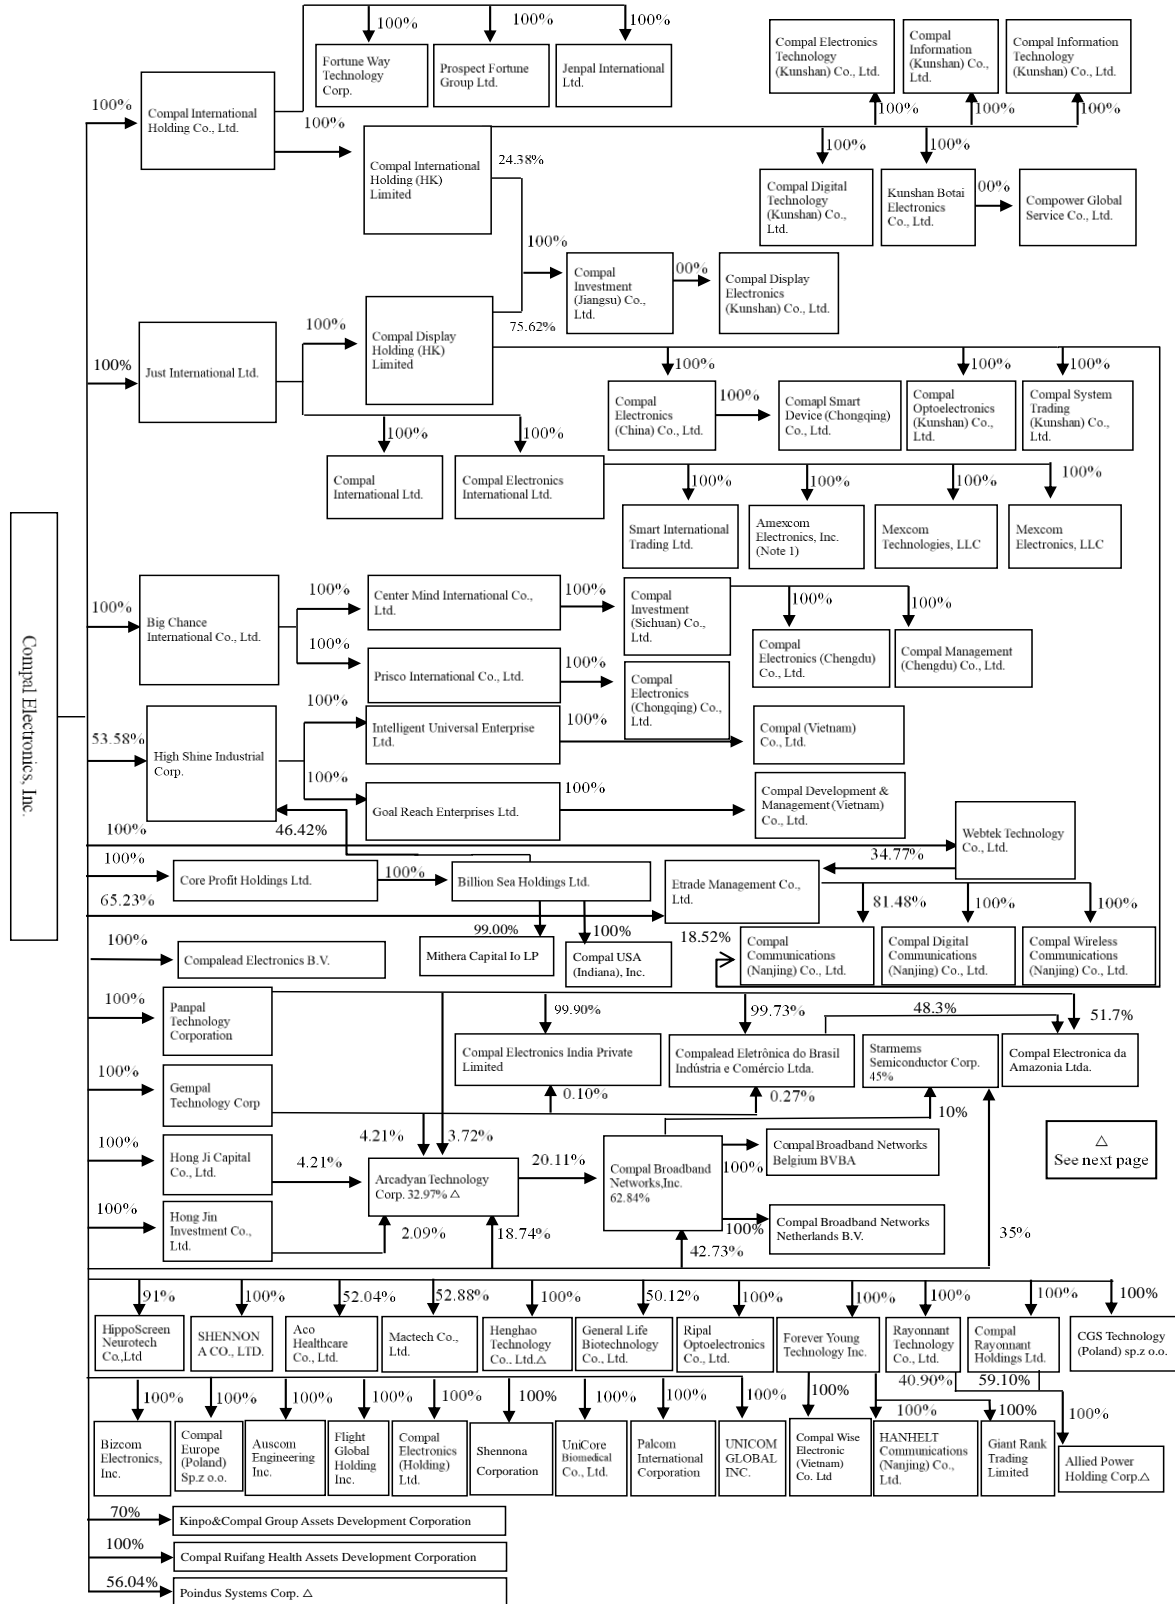 100%
100%
100%
Fortune Way
Technology
Corp.
Prospect Fortune
Group Ltd.
Jenpal International
Ltd.
Compal Electronics
Technology
(Kunshan) Co., Ltd.
Compal
Information
(Kunshan) Co.,
Ltd.
Compal Information
Technology
(Kunshan) Co., Ltd.
100%
Compal International
Holding Co., Ltd.
100%
100%
100%
100%
Compal International
Holding (HK)
Limited
24.38%
100%
100%
Compal Digital
Technology
(Kunshan) Co.,
Ltd.
Kunshan Botai
Electronics
Co., Ltd.
00%
Compower Global
Service Co., Ltd.
100%
Compal
Investment
(Jiangsu) Co.,
Ltd.
00%
Compal Display
Electronics
(Kunshan) Co., Ltd.
75.62%
100%
Just International Ltd.
100%
Compal Display
Holding (HK)
Limited
100%
100%
100%
Compal
Electronics
(China) Co., Ltd.
100%
Comapl Smart
Device (Chongqing)
Co., Ltd.
Compal
Optoelectronics
(Kunshan) Co.,
Ltd.
Compal System
Trading
(Kunshan) Co.,
Ltd.
100%
100%
Compal
International Ltd.
Compal Electronics
International Ltd.
100%
100%
100%
100%
Smart International
Trading Ltd.
Amexcom
Electronics, Inc.
(Note 1)
Mexcom
Technologies, LLC
Mexcom
Electronics, LLC
Compal Electronics, Inc.
100%
Big Chance
International Co., Ltd.
100%
Center Mind International Co.,
Ltd.
100%
Compal
Investment
(Sichuan) Co.,
Ltd.
100%
100%
Compal
Electronics (Chengdu)
Co., Ltd.
Compal Management
(Chengdu) Co., Ltd.
100%
Prisco International Co., Ltd.
100%
Compal
Electronics
(Chongqing) Co.,
Ltd.
53.58%
High Shine Industrial
Corp.
100%
Intelligent Universal Enterprise
Ltd.
100%
Compal (Vietnam)
Co., Ltd.
100%
Goal Reach Enterprises Ltd.
100%
Compal Development &
Management (Vietnam)
Co., Ltd.
46.42%
100%
Webtek Technology
Co., Ltd.
34.77%
100%
Core Profit Holdings Ltd.
100%
Billion Sea Holdings Ltd.
65.23%
Etrade Management Co.,
Ltd.
81.48%
100%
100%
99.00%
100%
Mithera Capital Io LP
Compal USA
(Indiana), Inc.
18.52%
Compal
Communications
(Nanjing) Co., Ltd.
Compal Digital
Communications
(Nanjing) Co., Ltd.
Compal Wireless
Communications
(Nanjing) Co., Ltd.
100%
Compalead Electronics B.V.
100%
Panpal
Technology
Corporation
99.90%
99.73%
48.3%
51.7%
Compal Electronics India Private
Limited
Compalead Eletrônica do Brasil
Indústria e Comércio Ltda.
Starmems
Semiconductor Corp.
45%
Compal Electronica da
Amazonia Ltda.
100%
Gempal
Technology Corp
0.10%
0.27%
10%
4.21%
3.72%
100%
Hong Ji Capital
Co., Ltd.
4.21%
Arcadyan Technology
Corp. 32.97% △
20.11%
Compal Broadband
Networks,Inc.
62.84%
100%
Compal Broadband Networks
Belgium BVBA
△
See next page
100%
Hong Jin
Investment Co.,
Ltd.
2.09%
18.74%
42.73%
100%
Compal Broadband Networks
Netherlands B.V.
35%
91%
100%
52.04%
52.88%
100%
50.12%
100%
100%
100%
100%
100%
HippoScreen
Neurotech
Co.,Ltd
SHENNON
A CO., LTD.
Aco
Healthcare
Co., Ltd.
Mactech Co.,
Ltd.
Henghao
Technology
Co.. Ltd.△
General Life
Biotechnology
Co., Ltd.
Ripal
Optoelectronics
Co., Ltd.
Forever Young
Technology Inc.
Rayonnant
Technology
Co., Ltd.
Compal
Rayonnant
Holdings Ltd.
CGS Technology
(Poland) sp.z o.o.
40.90%
59.10%
100%
100%
100%
100%
100%
100%
100%
100%
100%
100%
100%
100%
100%
Bizcom
Electronics,
Inc.
Compal
Europe
(Poland)
Sp.z o.o.
Auscom
Engineering
Inc.
Flight
Global
Holding
Inc.
Compal
Electronics
(Holding)
Ltd.
Shennona
Corporation
UniCore
Biomedical
Co., Ltd.
Palcom
International
Corporation
UNICOM
GLOBAL
INC.
Compal Wise
Electronic
(Vietnam)
Co. Ltd
HANHELT
Communications
(Nanjing) Co.,
Ltd.
Giant Rank
Trading
Limited
Allied Power
Holding Corp.△
70%
Kinpo&Compal Group Assets Development Corporation
100%
Compal Ruifang Health Assets Development Corporation
56.04%
Poindus Systems Corp. △